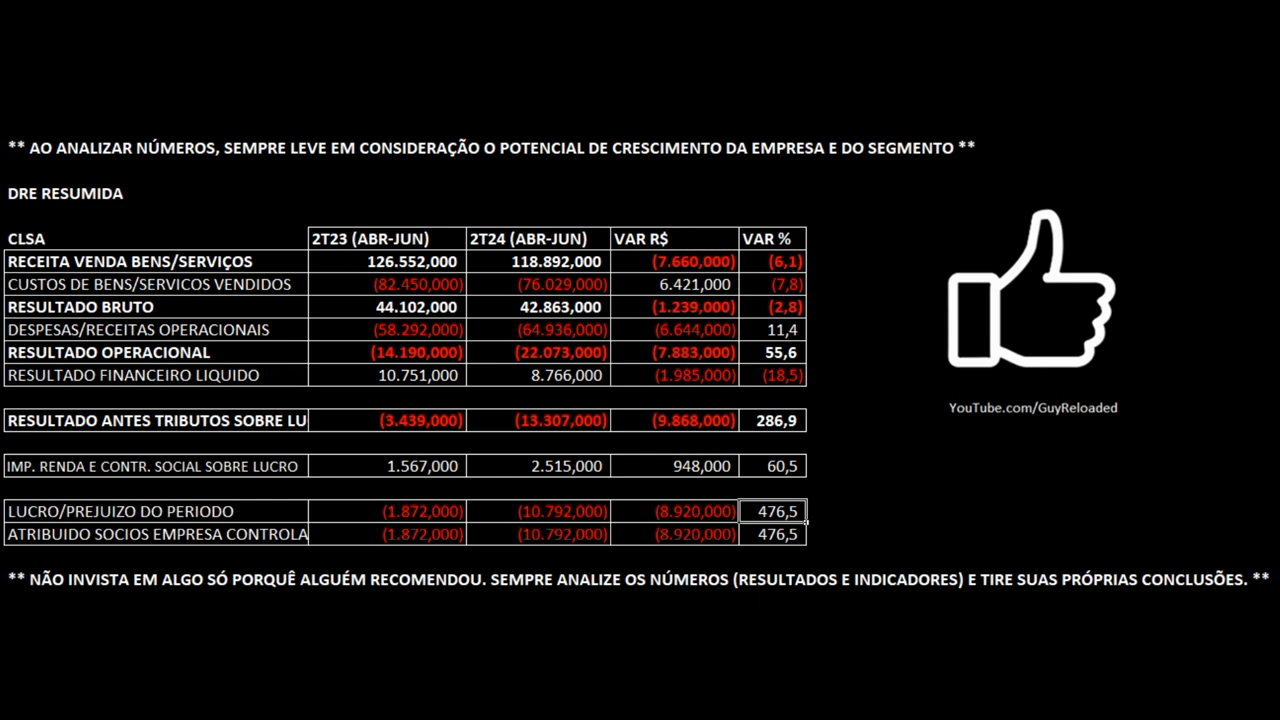 ** AO ANALIZAR NÚMEROS, SEMPRE LEVE EM CONSIDERAÇÃO O POTENCIAL DE CRESCIMENTO DA EMPRESA E DO SEGMENTO **
DRE RESUMIDA
CLSA 2T23 (ABR-JUN) 2T24 (ABR-JUN) VAR R$ VAR %
RECEITA VENDA BENS/SERVIÇOS 126.552,000 118.892,000 (7.660,000) (6,1)
CUSTOS DE BENS/SERVICOS VENDIDOS (82.450,000) (76.029,000) 6.421,000 (7,8)
RESULTADO BRUTO 44.102,000 42.863,000 (1.239,000) (2,8)
DESPESAS/RECEITAS OPERACIONAIS (58.292,000) (64.936,000) (6.644,000) 11,4
RESULTADO OPERACIONAL (14.190,000) (22.073,000) (7.883,000) 55,6
RESULTADO FINANCEIRO LIQUIDO 10.751,000 8.766,000 (1.985,000) (18,5)
RESULTADO ANTES TRIBUTOS SOBRE LU (3.439,000) (13.307,000) (9.868,000) 286,9
IMP. RENDA E CONTR. SOCIAL SOBRE LUCRO 1.567,000 2.515,000 948,000 60,5
LUCRO/PREJUIZO DO PERIODO (1.872,000) (10.792,000) (8.920,000) 476,5
ATRIBUIDO SOCIOS EMPRESA CONTROLA (1.872,000) (10.792,000) (8.920,000) 476,5
YouTube.com/GuyReloaded
** NÃO INVISTA EM ALGO SÓ PORQUÊ ALGUÉM RECOMENDOU. SEMPRE ANALIZE OS NÚMEROS (RESULTADOS E INDICADORES) E TIRE SUAS PRÓPRIAS CONCLUSÕES. **